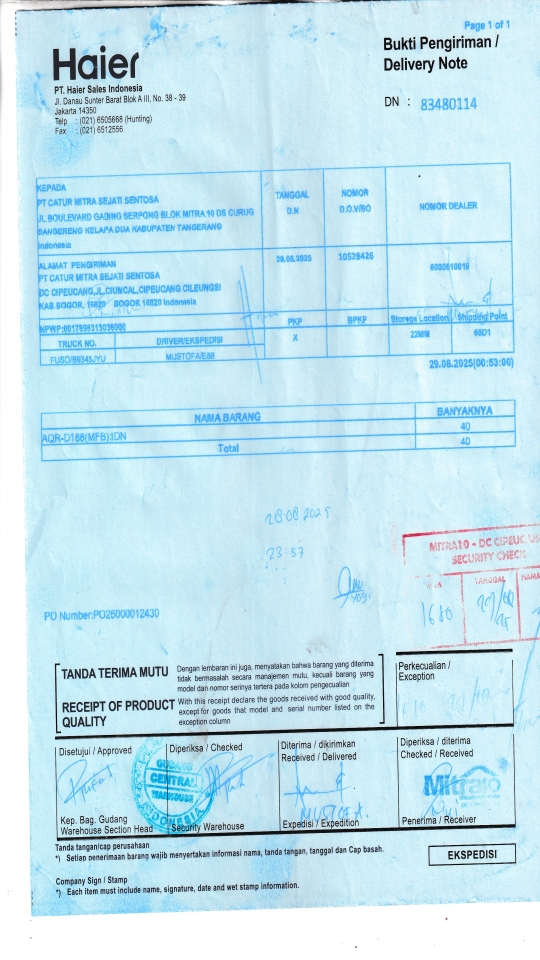 Page 1 of 1
Haier
Bukti Pengiriman /
Delivery Note
PT. Haier Sales Indonesia
Jl. Danau Sunter Barat Blok A III, No. 38 - 39
Jakarta 14350
Telp : (021) 6505668 (Hunting)
Fax : (021) 6512556
DN : 83480114
KEPADA
PT CATUR MITRA SEJATI SENTOSA
JL BOULEVARD GADING SERPONG BLOK MITRA 10 DS CURUG
SANGERENG KELAPA DUA KABUPATEN TANGERANG
Indonesia
TANGGAL
D.N
NOMOR
D.O.V/BO
NOMOR DEALER
ALAMAT PENGIRIMAN
PT CATUR MITRA SEJATI SENTOSA
DC CIPEUCANG,JL.CIUNCAL,CIPEUCANG CILEUNGSI
KAB.BOGOR, 16820 BOGOR 16820 Indonesia
29.08.2025
10529426
NPWP:0017898313036000
PKP
BPKP
Storage Location
Shipping Point
TRUCK NO.
DRIVER/EKSPEDISI
X
22MM
65D1
FUSO/B9345JYU
MUSTOFA/E88
29.08.2025(00:53:06)
NAMA BARANG
BANYAKNYA
AQR-D188(MFB);IDN
40
Total
40
28 08 2025
23:57
MITRA10 - DC CIPEUC
SECURITY CHECK
TANGGAL
NAMA
1680
PO Number:PO25000012430
TANDA TERIMA MUTU
Dengan lembaran ini juga, menyatakan bahwa barang yang diterima
tidak bermasalah secara manajemen mutu, kecuali barang yang
model dan nomor serinya tertera pada kolom pengecualian
RECEIPT OF PRODUCT
QUALITY
With this receipt declare the goods received with good quality,
except for goods that model and serial number listed on the
exception column
Perkecualian /
Exception
Disetujui / Approved
Diperiksa / Checked
Diterima / dikirimkan
Received / Delivered
Diperiksa / diterima
Checked / Received
GUDANG
CENTRAL
WAREHOUSE
INDONESIA
Mitra10
Kep. Bag. Gudang
Warehouse Section Head
Security Warehouse
Expedisi / Expedition
Penerima / Receiver
Tanda tangan/cap perusahaan
*) Setiap penerimaan barang wajib menyertakan informasi nama, tanda tangan, tanggal dan Cap basah.
EKSPEDISI
Company Sign / Stamp
*) Each item must include name, signature, date and wet stamp information.